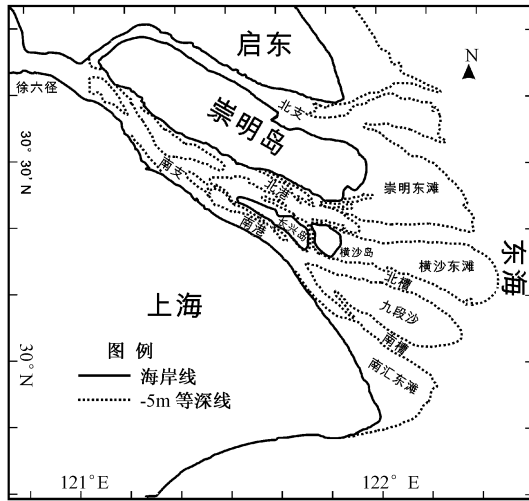 启东
N
徐六径
北支
崇明岛
30°30'N
南支
北港
崇明东滩
南港
长兴岛
横沙岛
横沙东滩
东海
北槽
九段沙
上海
南槽
南汇东滩
30°N
图 例
海岸线
-5m 等深线
121°E
122°E